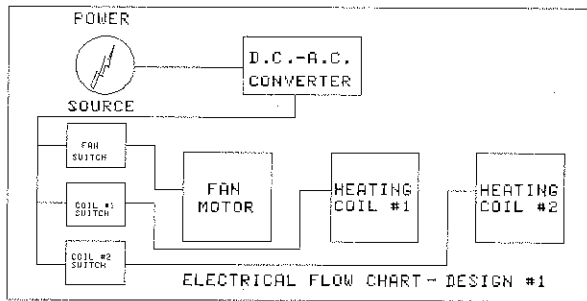 POWER
SOURCE
D.C.-A.C.
CONVERTER
FAN
SWITCH
COIL #1
SWITCH
COIL #2
SWITCH
FAN
MOTOR
HEATING
COIL #1
HEATING
COIL #2
ELECTRICAL FLOW CHART- DESIGN #1